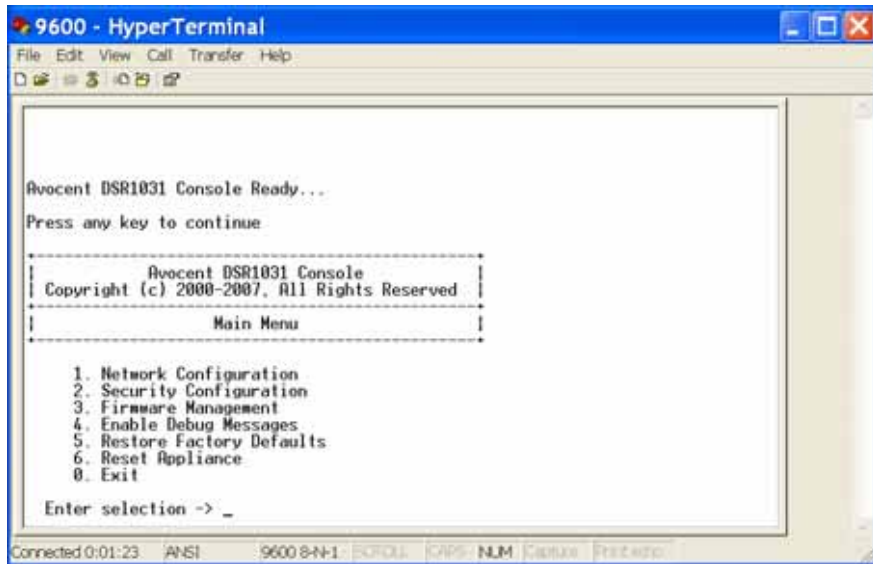 9600 - HyperTerminal
File Edit View Call Transfer Help
Avocent DSR1031 Console Ready...
Press any key to continue
Avocent DSR1031 Console
Copyright (c) 2000-2007, All Rights Reserved
Main Menu
1. Network Configuration
2. Security Configuration
3. Firmware Management
4. Enable Debug Messages
5. Restore Factory Defaults
6. Reset Appliance
0. Exit
Enter selection -> _
Connected 0:01:23 ANSI 9600 8-N-1 SCROLL CAPS NUM Capture Print echo